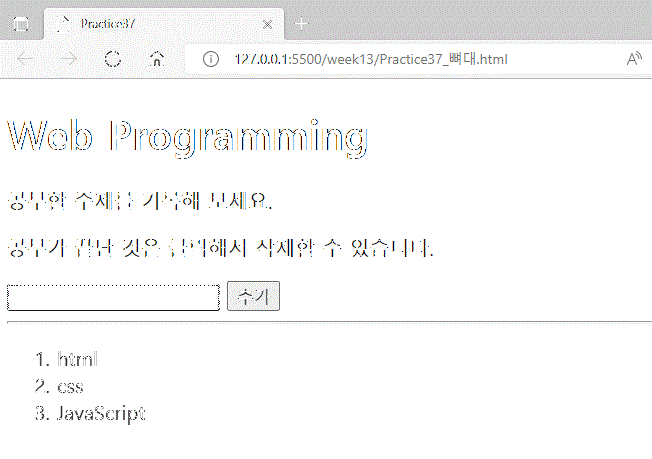 Practice37
127.0.0.1:5500/week13/Practice37_뼈대.html
Web Programming
공부한 주제를 기록해 보세요.
공부가 끝난 것은 클릭해서 삭제할 수 있습니다.
추가
1. html
2. css
3. JavaScript